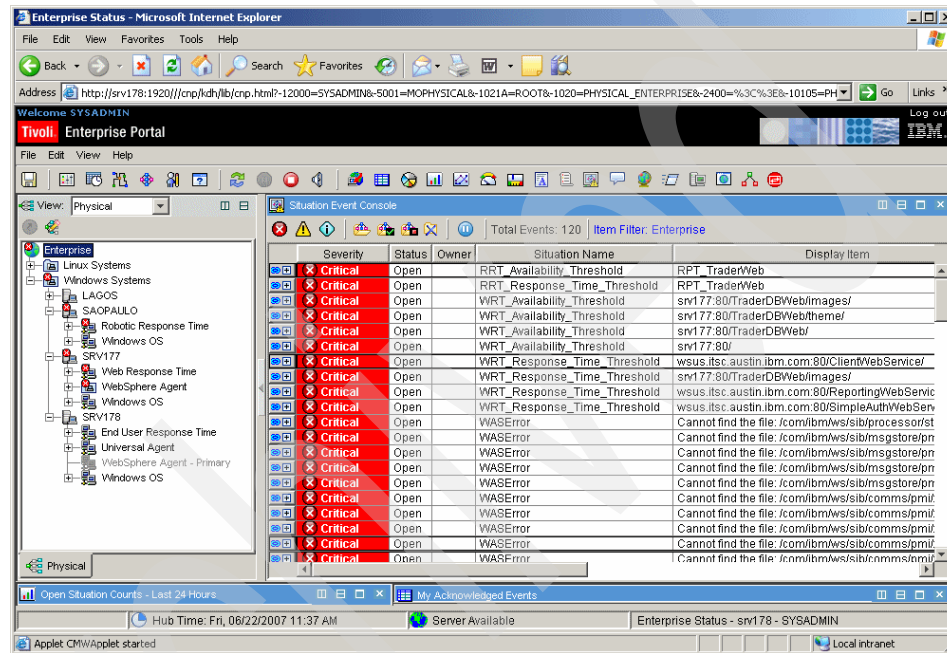 Enterprise Status - Microsoft Internet Explorer
File Edit View Favorites Tools Help
Back Search Favorites
Address http://srv178:1920///cnp/kdh/lib/cnp.html?-12000=SYSADMIN&-5001=MOPHYSICAL&-1021A=ROOT&-1020=PHYSICAL_ENTERPRISE&-2400=%3C%3E&-10105=PH Go Links
Welcome SYSADMIN Log ou
Tivoli. Enterprise Portal IBM.
File Edit View Help
View: Physical
Enterprise
Linux Systems
Windows Systems
LAGOS
SAOPAULO
Robotic Response Time
Windows OS
SRV177
Web Response Time
WebSphere Agent
Windows OS
SRV178
End User Response Time
Universal Agent
WebSphere Agent - Primary
Windows OS
Physical
Situation Event Console
Total Events: 120 Item Filter: Enterprise
Severity Status Owner Situation Name Display Item
Critical Open RRT_Availability_Threshold RPT_TraderWeb
Critical Open RRT_Response_Time_Threshold RPT_TraderWeb
Critical Open WRT_Availability_Threshold srv177:80/TraderDBWeb/images/
Critical Open WRT_Availability_Threshold srv177:80/TraderDBWeb/theme/
Critical Open WRT_Availability_Threshold srv177:80/TraderDBWeb/
Critical Open WRT_Availability_Threshold srv177:80/
Critical Open WRT_Response_Time_Threshold wsus.itsc.austin.ibm.com:80/ClientWebService/
Critical Open WRT_Response_Time_Threshold srv177:80/TraderDBWeb/images/
Critical Open WRT_Response_Time_Threshold wsus.itsc.austin.ibm.com:80/ReportingWebServic
Critical Open WRT_Response_Time_Threshold wsus.itsc.austin.ibm.com:80/SimpleAuthWebServ
Critical Open WASError Cannot find the file: /com/ibm/ws/sib/processor/st
Critical Open WASError Cannot find the file: /com/ibm/ws/sib/msgstore/pm
Critical Open WASError Cannot find the file: /com/ibm/ws/sib/msgstore/pm
Critical Open WASError Cannot find the file: /com/ibm/ws/sib/msgstore/pm
Critical Open WASError Cannot find the file: /com/ibm/ws/sib/msgstore/pm
Critical Open WASError Cannot find the file: /com/ibm/ws/sib/comms/pmi/
Critical Open WASError Cannot find the file: /com/ibm/ws/sib/comms/pmi/
Critical Open WASError Cannot find the file: /com/ibm/ws/sib/comms/pmi/
Critical Open WASError Cannot find the file: /com/ibm/ws/sib/comms/pmi/
Open Situation Counts - Last 24 Hours My Acknowledged Events
Hub Time: Fri, 06/22/2007 11:37 AM Server Available Enterprise Status - srv178 - SYSADMIN
Applet CMWApplet started Local intranet